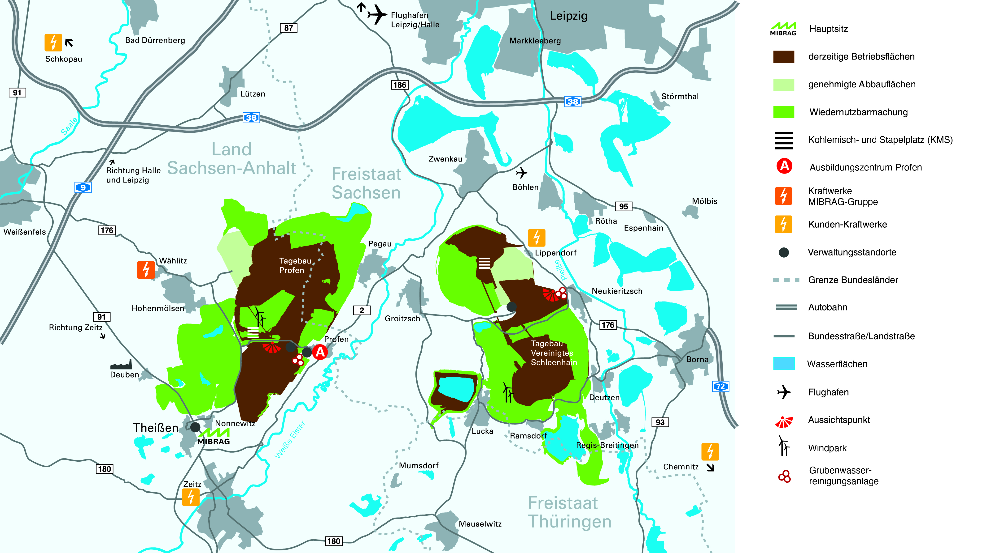 Leipzig
Flughafen
Leipzig/Halle
87
Bad Dürrenberg
Markkleeberg
Schkopau
186
91
Lützen
Störmthal
38
38
Saale
Land
Sachsen-Anhalt
Zwenkau
Richtung Halle
und Leipzig
Freistaat
Sachsen
9
Böhlen
Mölbis
95
Rötha
Espenhain
Weißenfels
176
Pegau
Lippendorf
Wählitz
Tagebau
Profen
Pleiße
Neukieritzsch
Hohenmölsen
2
Groitzsch
91
Richtung Zeitz
176
Profen
Tagebau
Vereinigtes
Schleenhain
Borna
Deuben
72
Deutzen
Nonnewitz
Theißen
MIBRAG
93
Lucka
Ramsdorf
Weiße Elster
Regis-Breitingen
Mumsdorf
Chemnitz
180
Zeitz
Freistaat
Thüringen
Meuselwitz
180
MIBRAG
Hauptsitz
derzeitige Betriebsflächen
genehmigte Abbauflächen
Wiedernutzbarmachung
Kohlemisch- und Stapelplatz (KMS)
A
Ausbildungszentrum Profen
Kraftwerke
MIBRAG-Gruppe
Kunden-Kraftwerke
Verwaltungsstandorte
Grenze Bundesländer
Autobahn
Bundesstraße/Landstraße
Wasserflächen
Flughafen
Aussichtspunkt
Windpark
Grubenwasser-
reinigungsanlage
A